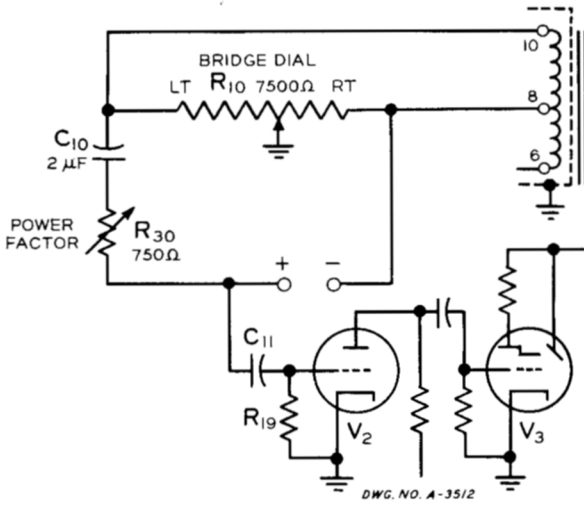 10
BRIDGE DIAL
LT R10 7500Ω RT
8
C10
2 μF
6
POWER
FACTOR
R30
750Ω
+ −
C11
R19
V2
V3
DWG. NO. A-3512